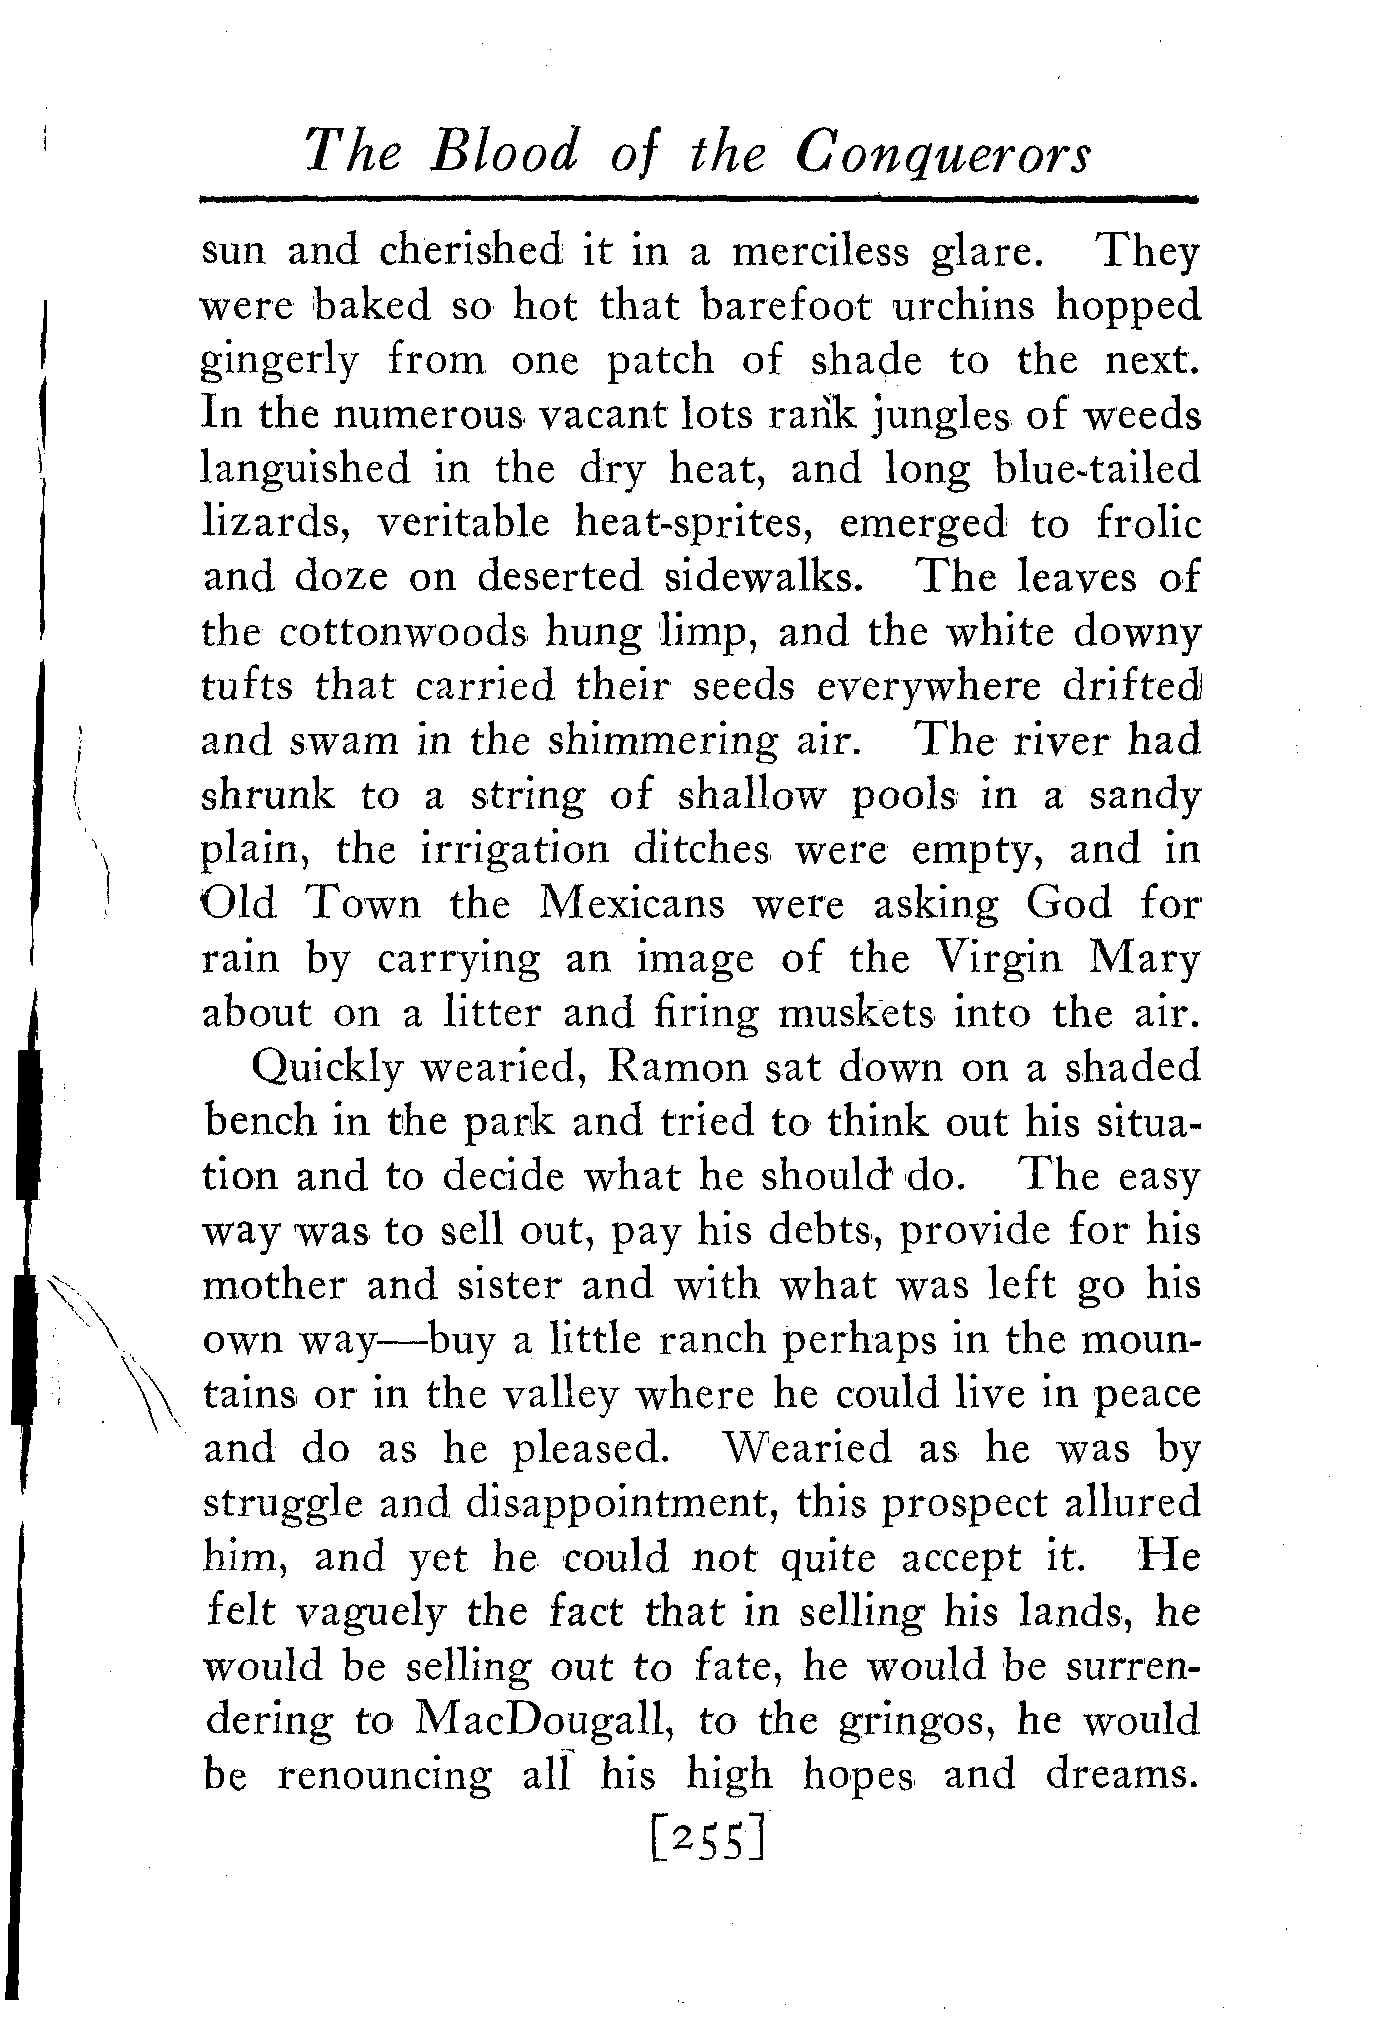 The Blood of the Conquerors
sun and cherished it in a merciless glare. They
were baked so hot that barefoot urchins hopped
gingerly from one patch of shade to the next.
In the numerous vacant lots rank jungles of weeds
languished in the dry heat, and long blue-tailed
lizards, veritable heat-sprites, emerged to frolic
and doze on deserted sidewalks. The leaves of
the cottonwoods hung limp, and the white downy
tufts that carried their seeds everywhere drifted
and swam in the shimmering air. The river had
shrunk to a string of shallow pools in a sandy
plain, the irrigation ditches were empty, and in
Old Town the Mexicans were asking God for
rain by carrying an image of the Virgin Mary
about on a litter and firing muskets into the air.
Quickly wearied, Ramon sat down on a shaded
bench in the park and tried to think out his situa-
tion and to decide what he should do. The easy
way was to sell out, pay his debts, provide for his
mother and sister and with what was left go his
own way—buy a little ranch perhaps in the moun-
tains or in the valley where he could live in peace
and do as he pleased. Wearied as he was by
struggle and disappointment, this prospect allured
him, and yet he could not quite accept it. He
felt vaguely the fact that in selling his lands, he
would be selling out to fate, he would be surren-
dering to MacDougall, to the gringos, he would
be renouncing all his high hopes and dreams.
[255]